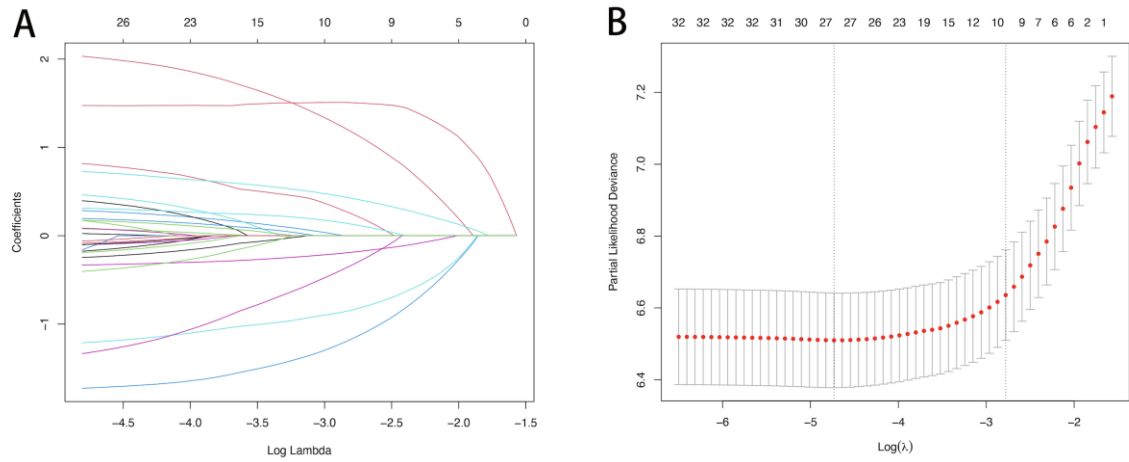 A
26 23 15 10 9 5 0
2
1
0
−1
Coefficients
−4.5 −4.0 −3.5 −3.0 −2.5 −2.0 −1.5
Log Lambda
B
32 32 32 32 31 30 27 27 26 23 19 15 12 10 9 7 6 6 2 1
7.2
7.0
6.8
6.6
6.4
Partial Likelihood Deviance
−6 −5 −4 −3 −2
Log(λ)